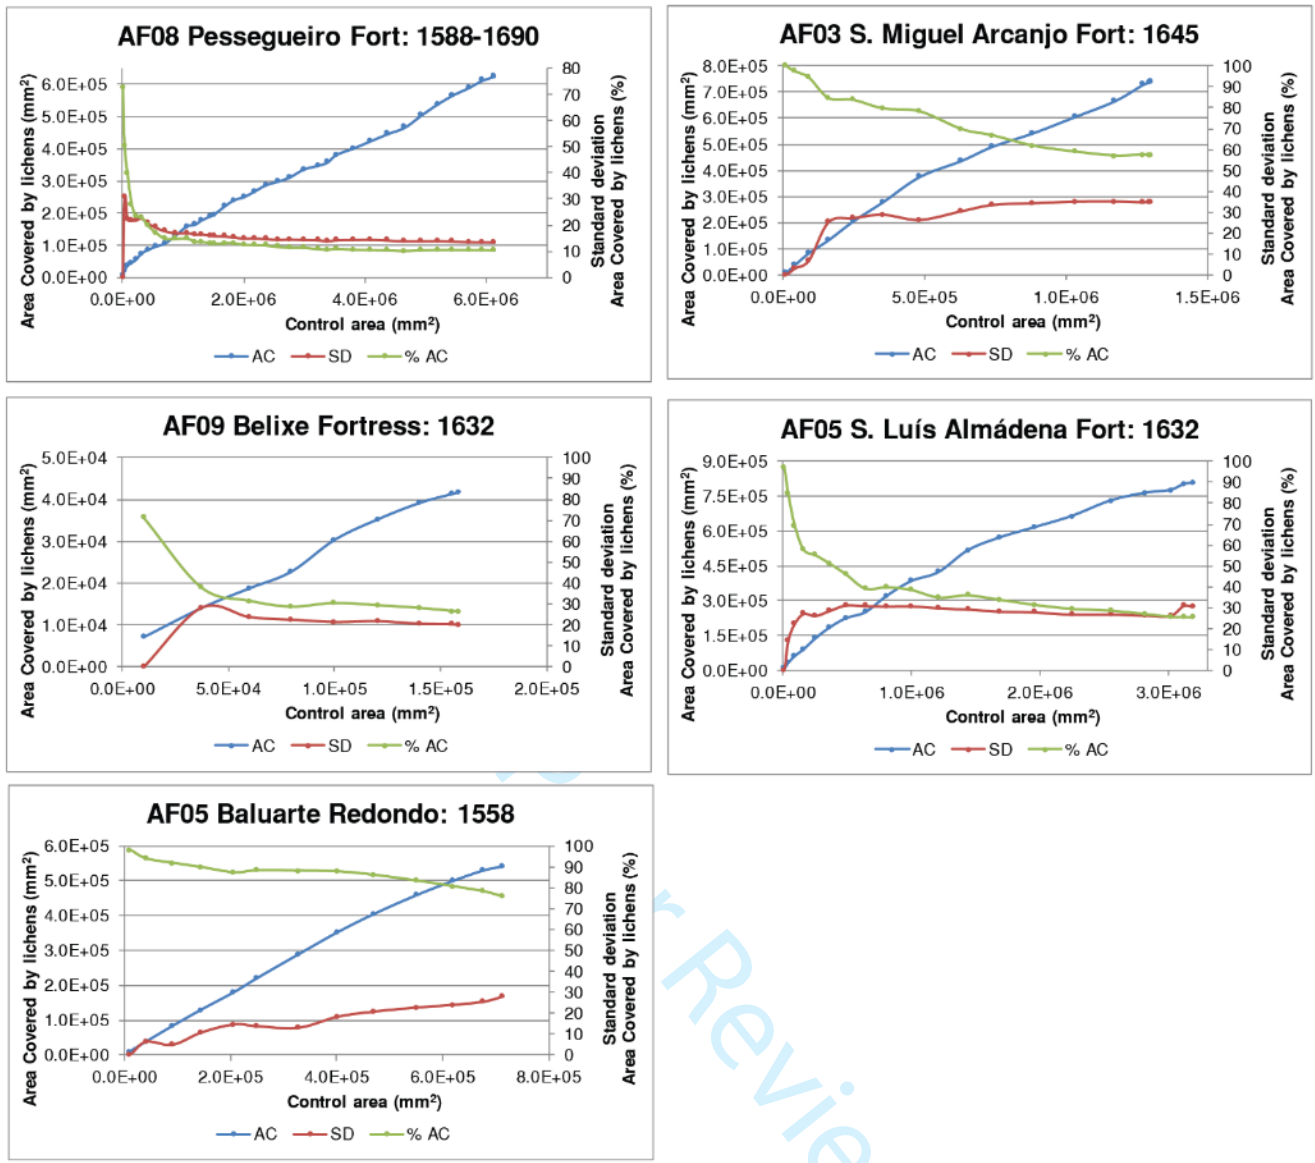 AF08 Pessegueiro Fort: 1588-1690
Area Covered by lichens (mm²)
6.0E+05
5.0E+05
4.0E+05
3.0E+05
2.0E+05
1.0E+05
0.0E+00
80
70
60
50
40
30
20
10
0
Standard deviation
Area Covered by lichens (%)
0.0E+00 2.0E+06 4.0E+06 6.0E+06
Control area (mm²)
AC SD % AC
AF03 S. Miguel Arcanjo Fort: 1645
Area Covered by lichens (mm²)
8.0E+05
7.0E+05
6.0E+05
5.0E+05
4.0E+05
3.0E+05
2.0E+05
1.0E+05
0.0E+00
100
90
80
70
60
50
40
30
20
10
0
Standard deviation
Area Covered by lichens (%)
0.0E+00 5.0E+05 1.0E+06 1.5E+06
Control area (mm²)
AC SD % AC
AF09 Belixe Fortress: 1632
Area Covered by lichens (mm²)
5.0E+04
4.0E+04
3.0E+04
2.0E+04
1.0E+04
0.0E+00
100
90
80
70
60
50
40
30
20
10
0
Standard deviation
Area Covered by lichens (%)
0.0E+00 5.0E+04 1.0E+05 1.5E+05 2.0E+05
Control area (mm²)
AC SD % AC
AF05 S. Luís Almádena Fort: 1632
Area Covered by lichens (mm²)
9.0E+05
7.5E+05
6.0E+05
4.5E+05
3.0E+05
1.5E+05
0.0E+00
100
90
80
70
60
50
40
30
20
10
0
Standard deviation
Area Covered by lichens (%)
0.0E+00 1.0E+06 2.0E+06 3.0E+06
Control area (mm²)
AC SD % AC
AF05 Baluarte Redondo: 1558
Area Covered by lichens (mm²)
6.0E+05
5.0E+05
4.0E+05
3.0E+05
2.0E+05
1.0E+05
0.0E+00
100
90
80
70
60
50
40
30
20
10
0
Standard deviation
Area Covered by lichens (%)
0.0E+00 2.0E+05 4.0E+05 6.0E+05 8.0E+05
Control area (mm²)
AC SD % AC